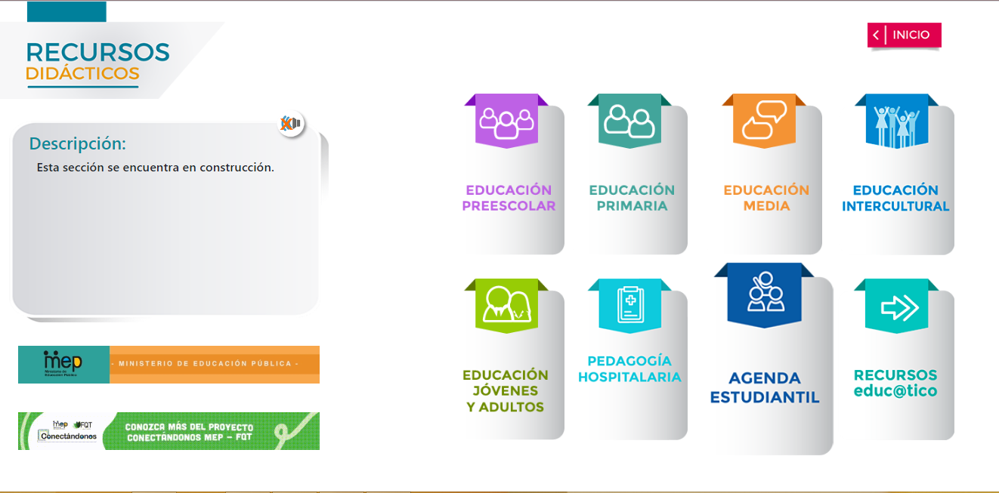 RECURSOS
DIDÁCTICOS
INICIO
Descripción:
Esta sección se encuentra en construcción.
mep
Ministerio de
Educación Pública
- MINISTERIO DE EDUCACIÓN PÚBLICA -
mep FQT
Conectándonos
CONOZCA MÁS DEL PROYECTO
CONECTÁNDONOS MEP – FQT
EDUCACIÓN
PREESCOLAR
EDUCACIÓN
PRIMARIA
EDUCACIÓN
MEDIA
EDUCACIÓN
INTERCULTURAL
EDUCACIÓN
JÓVENES
Y ADULTOS
PEDAGOGÍA
HOSPITALARIA
AGENDA
ESTUDIANTIL
RECURSOS
educ@tico